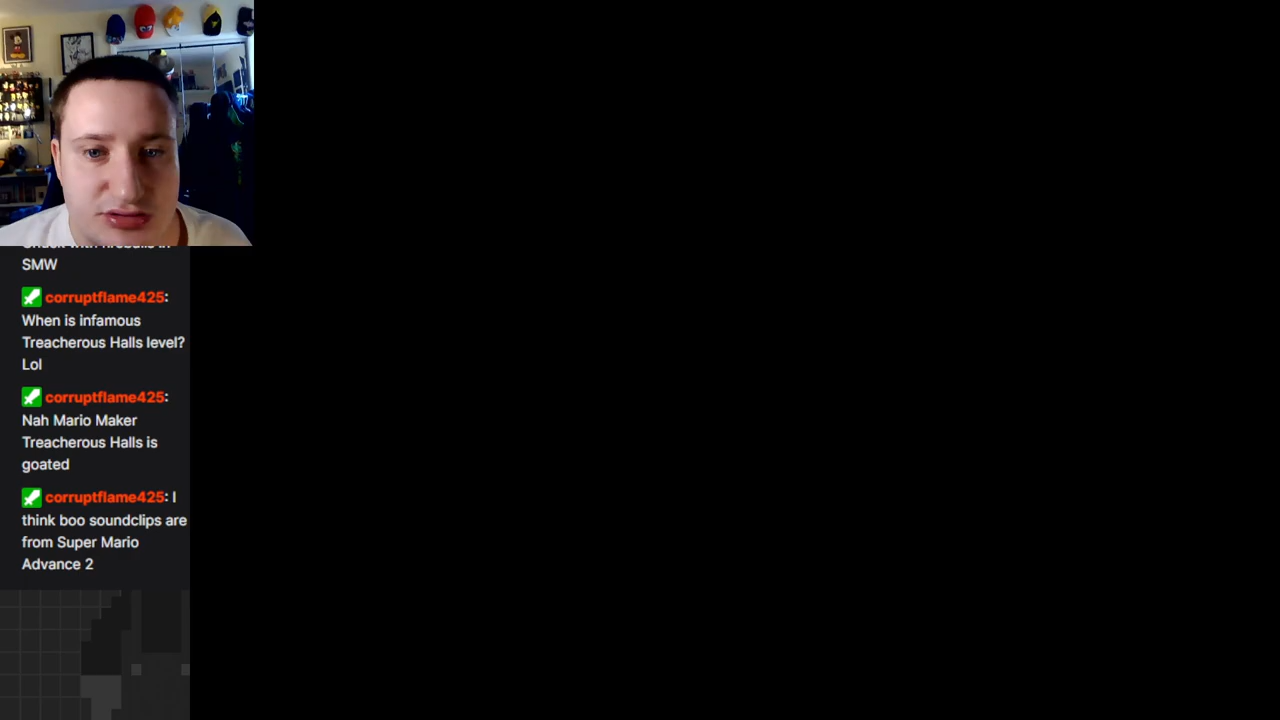 SMW
corruptflame425:
When is infamous
Treacherous Halls level?
Lol
corruptflame425:
Nah Mario Maker
Treacherous Halls is
goated
corruptflame425: I
think boo soundclips are
from Super Mario
Advance 2